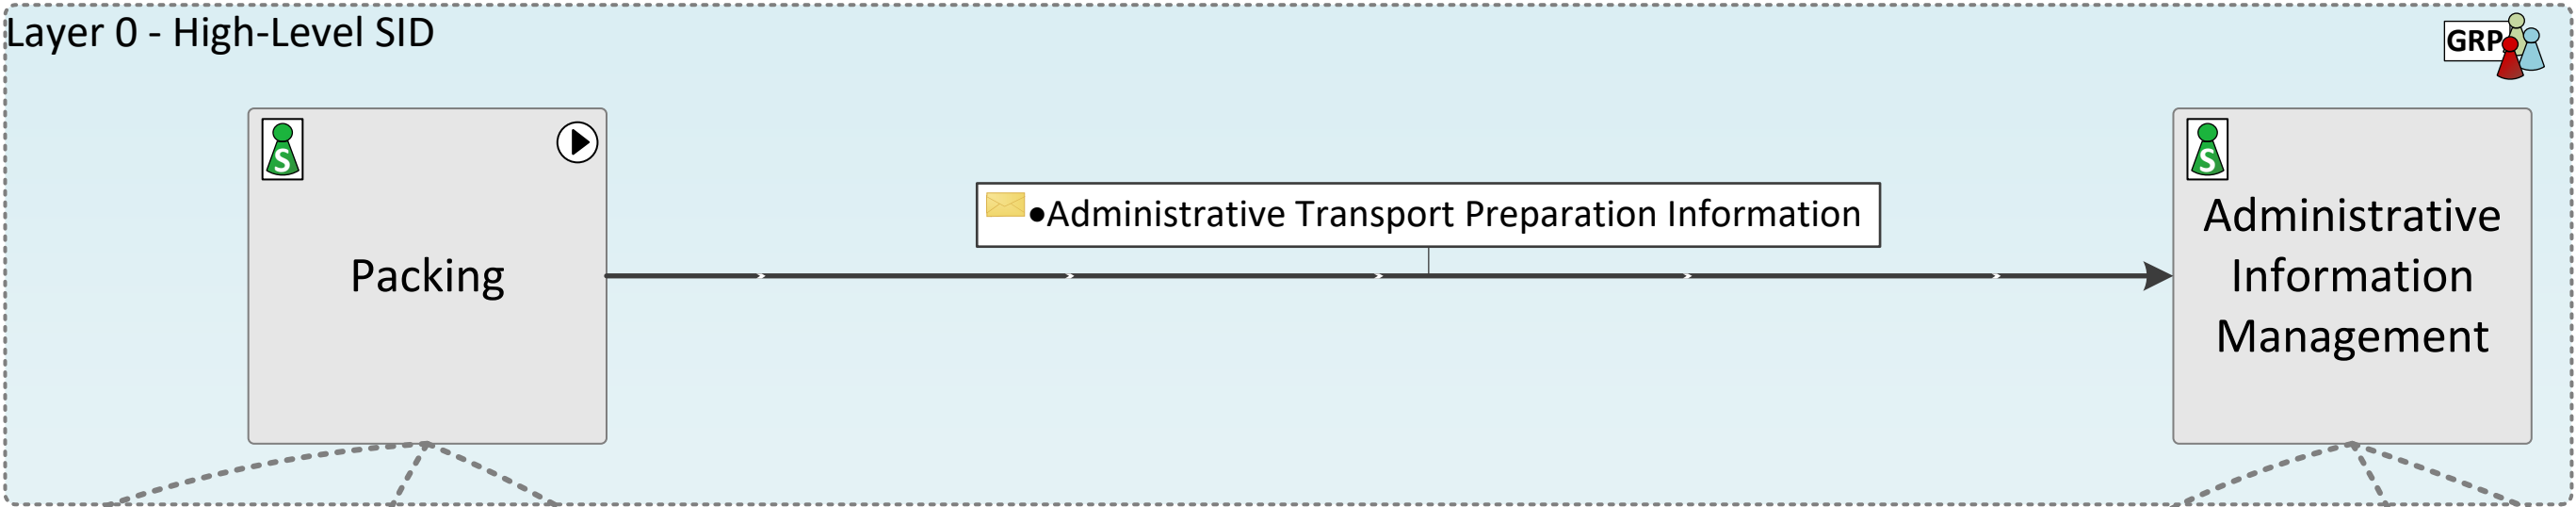 Layer 0 - High-Level SID
GRP
S
S
•Administrative Transport Preparation Information
Packing
Administrative
Information
Management